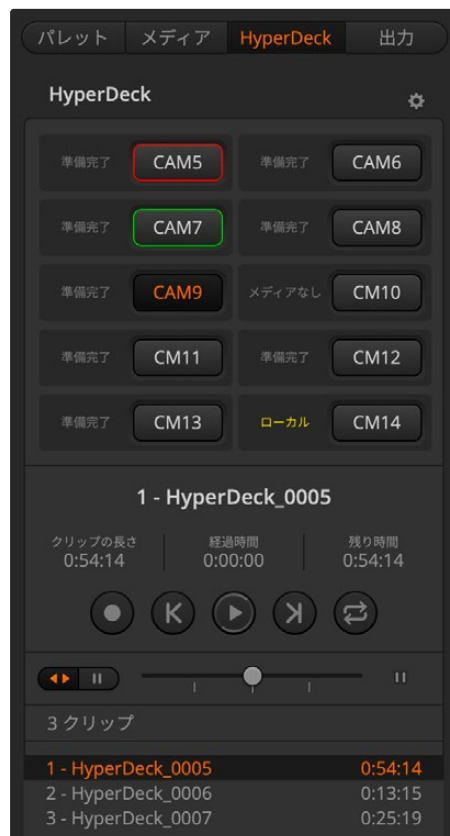 パレット メディア HyperDeck 出力
HyperDeck
準備完了 CAM5 準備完了 CAM6
準備完了 CAM7 準備完了 CAM8
準備完了 CAM9 メディアなし CM10
準備完了 CM11 準備完了 CM12
準備完了 CM13 ローカル CM14
1 - HyperDeck_0005
クリップの長さ 経過時間 残り時間
0:54:14 0:00:00 0:54:14
3 クリップ
1 - HyperDeck_0005 0:54:14
2 - HyperDeck_0006 0:13:15
3 - HyperDeck_0007 0:25:19